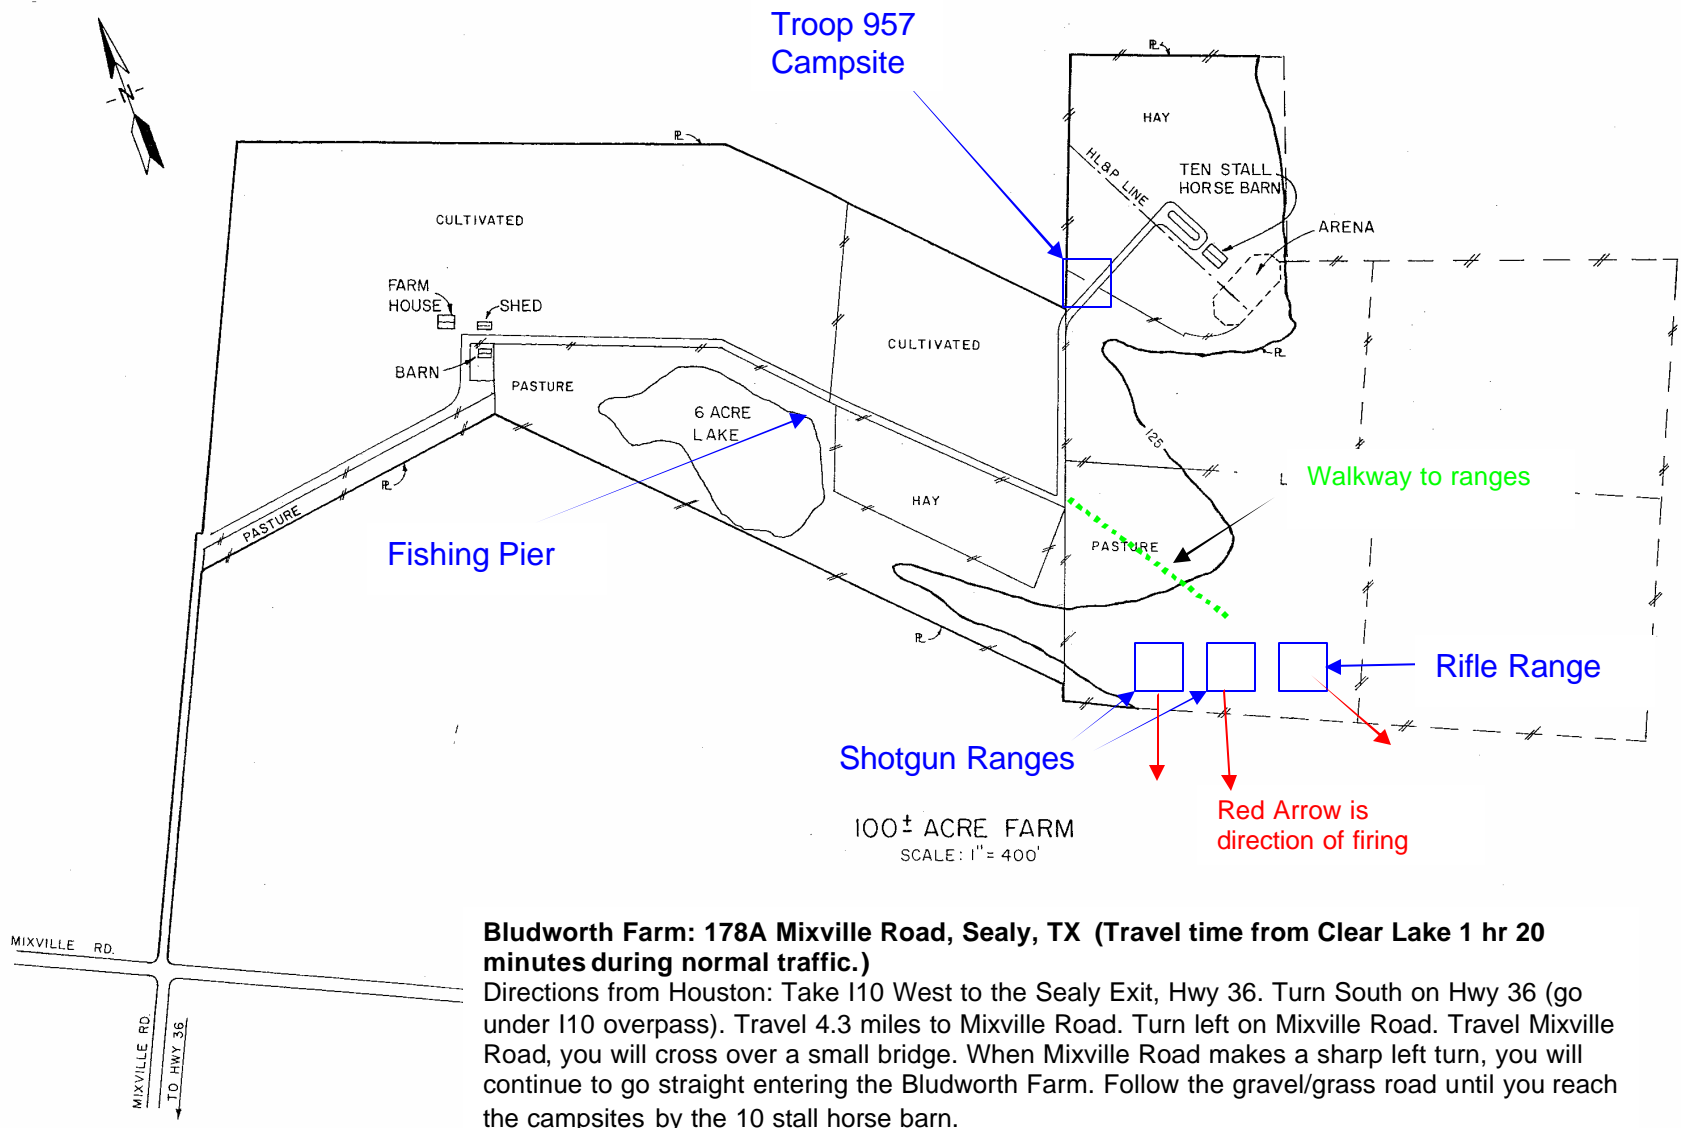 Troop 957
Campsite
N
PL
HAY
HL&P LINE
TEN STALL
HORSE BARN
ARENA
PL
CULTIVATED
FARM
HOUSE
SHED
BARN
PASTURE
CULTIVATED
PL
6 ACRE
LAKE
125
Walkway to ranges
PL
HAY
PASTURE
PASTURE
Fishing Pier
PL
Rifle Range
Shotgun Ranges
Red Arrow is
direction of firing
100± ACRE FARM
SCALE: 1" = 400'
MIXVILLE RD.
MIXVILLE RD.
TO HWY 36
Bludworth Farm: 178A Mixville Road, Sealy, TX (Travel time from Clear Lake 1 hr 20
minutes during normal traffic.)
Directions from Houston: Take I10 West to the Sealy Exit, Hwy 36. Turn South on Hwy 36 (go
under I10 overpass). Travel 4.3 miles to Mixville Road. Turn left on Mixville Road. Travel Mixville
Road, you will cross over a small bridge. When Mixville Road makes a sharp left turn, you will
continue to go straight entering the Bludworth Farm. Follow the gravel/grass road until you reach
the campsites by the 10 stall horse barn.